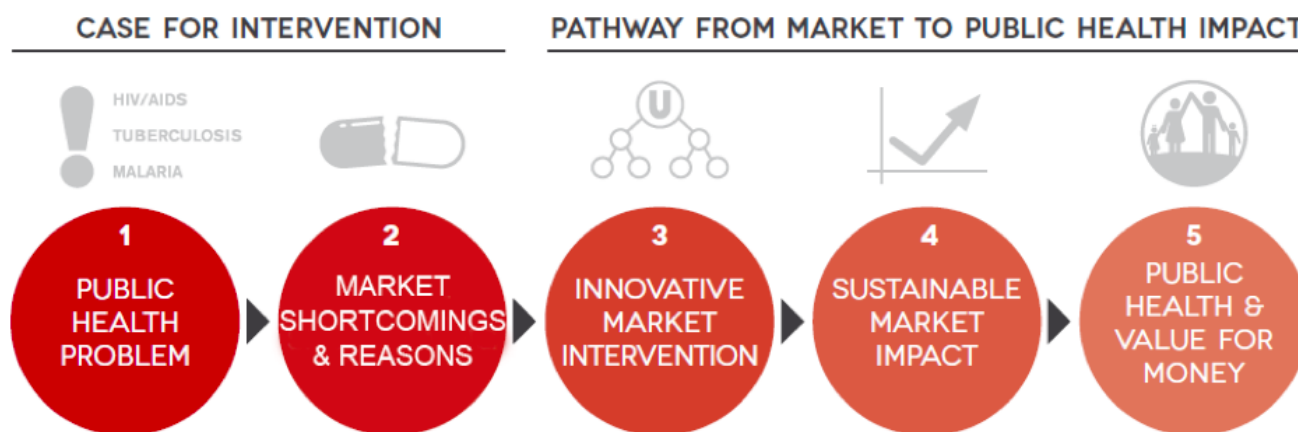 CASE FOR INTERVENTION
PATHWAY FROM MARKET TO PUBLIC HEALTH IMPACT
HIV/AIDS
TUBERCULOSIS
MALARIA
U
1
PUBLIC
HEALTH
PROBLEM
2
MARKET
SHORTCOMINGS
& REASONS
3
INNOVATIVE
MARKET
INTERVENTION
4
SUSTAINABLE
MARKET
IMPACT
5
PUBLIC
HEALTH &
VALUE FOR
MONEY